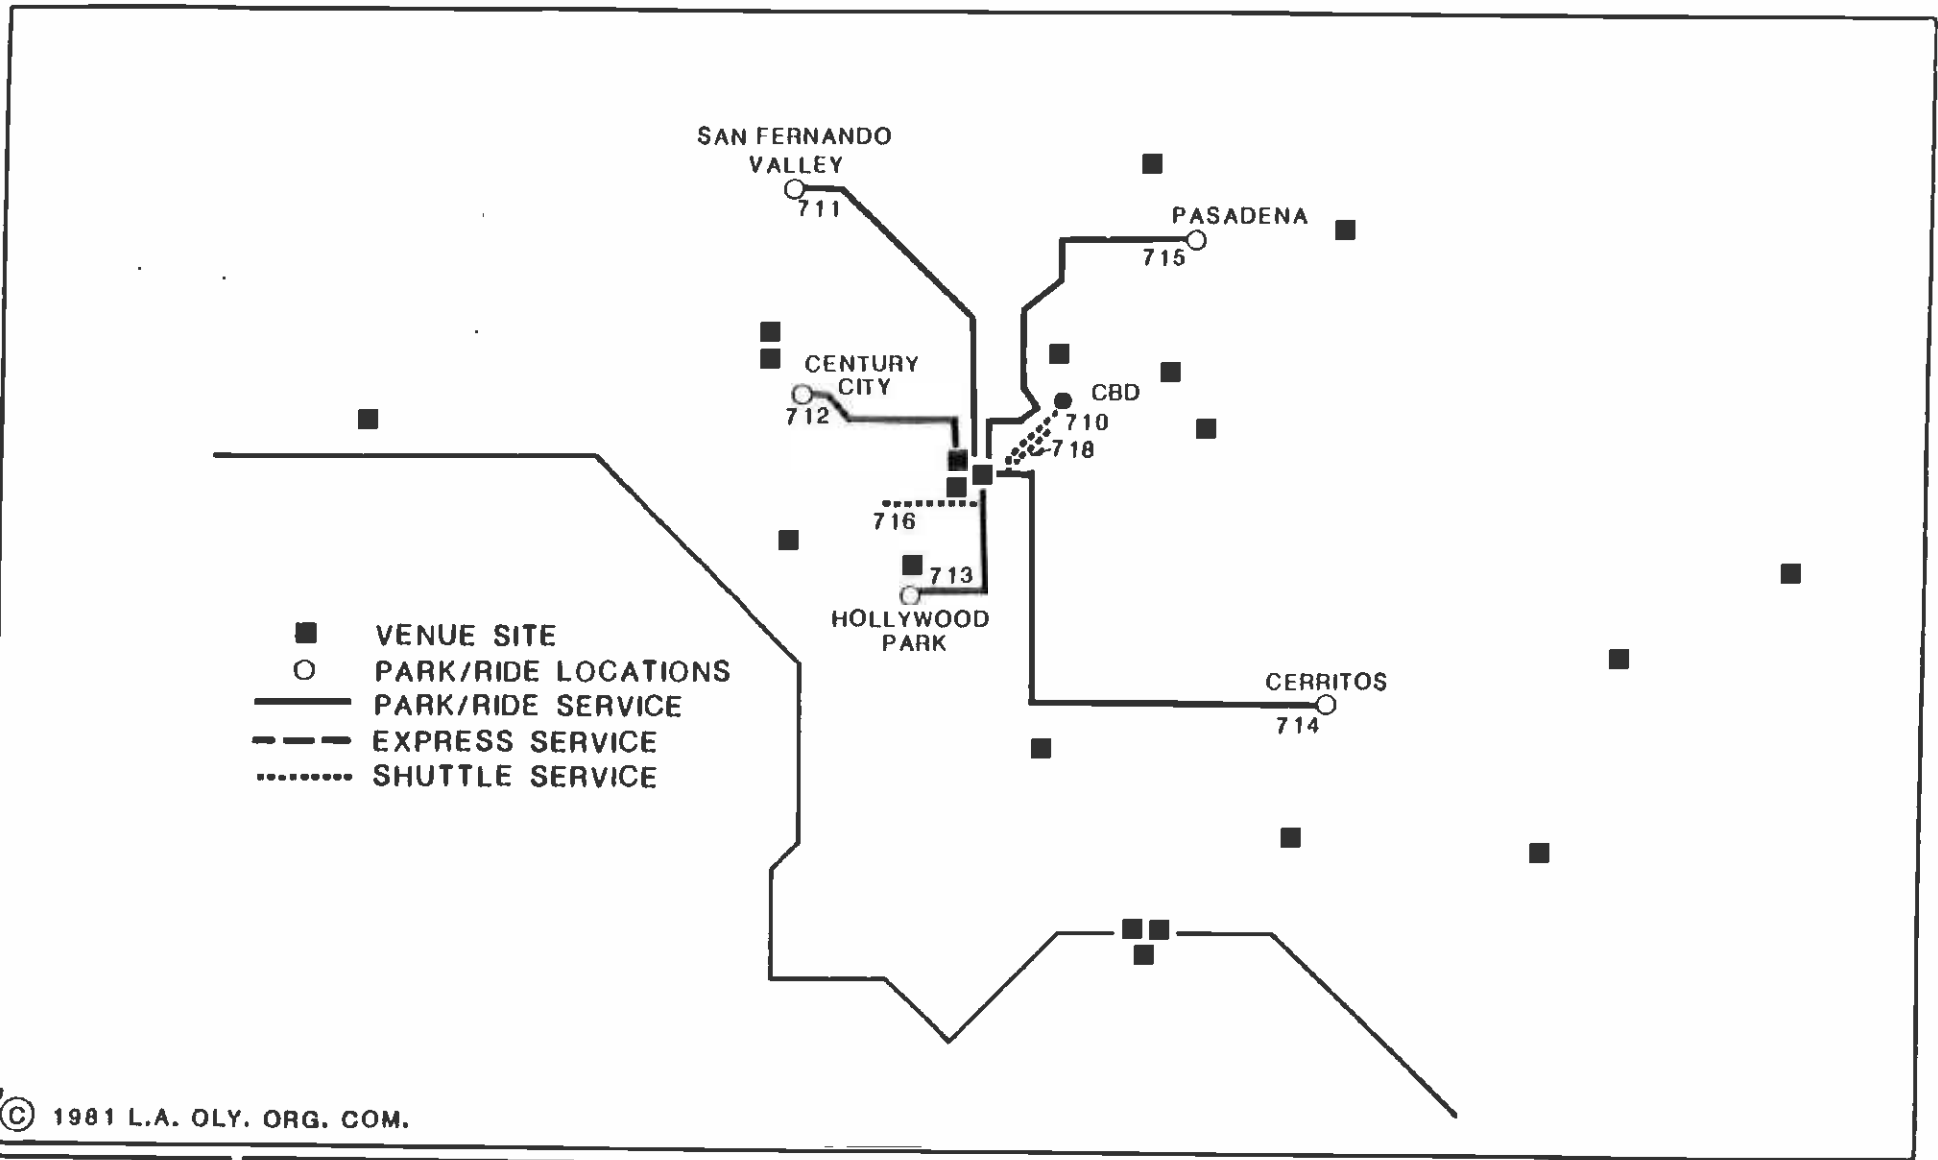 SAN FERNANDO
VALLEY
711
PASADENA
715
CENTURY
CITY
712
CBD
710
718
716
713
HOLLYWOOD
PARK
CERRITOS
714
VENUE SITE
PARK/RIDE LOCATIONS
PARK/RIDE SERVICE
EXPRESS SERVICE
SHUTTLE SERVICE
© 1981 L.A. OLY. ORG. COM.